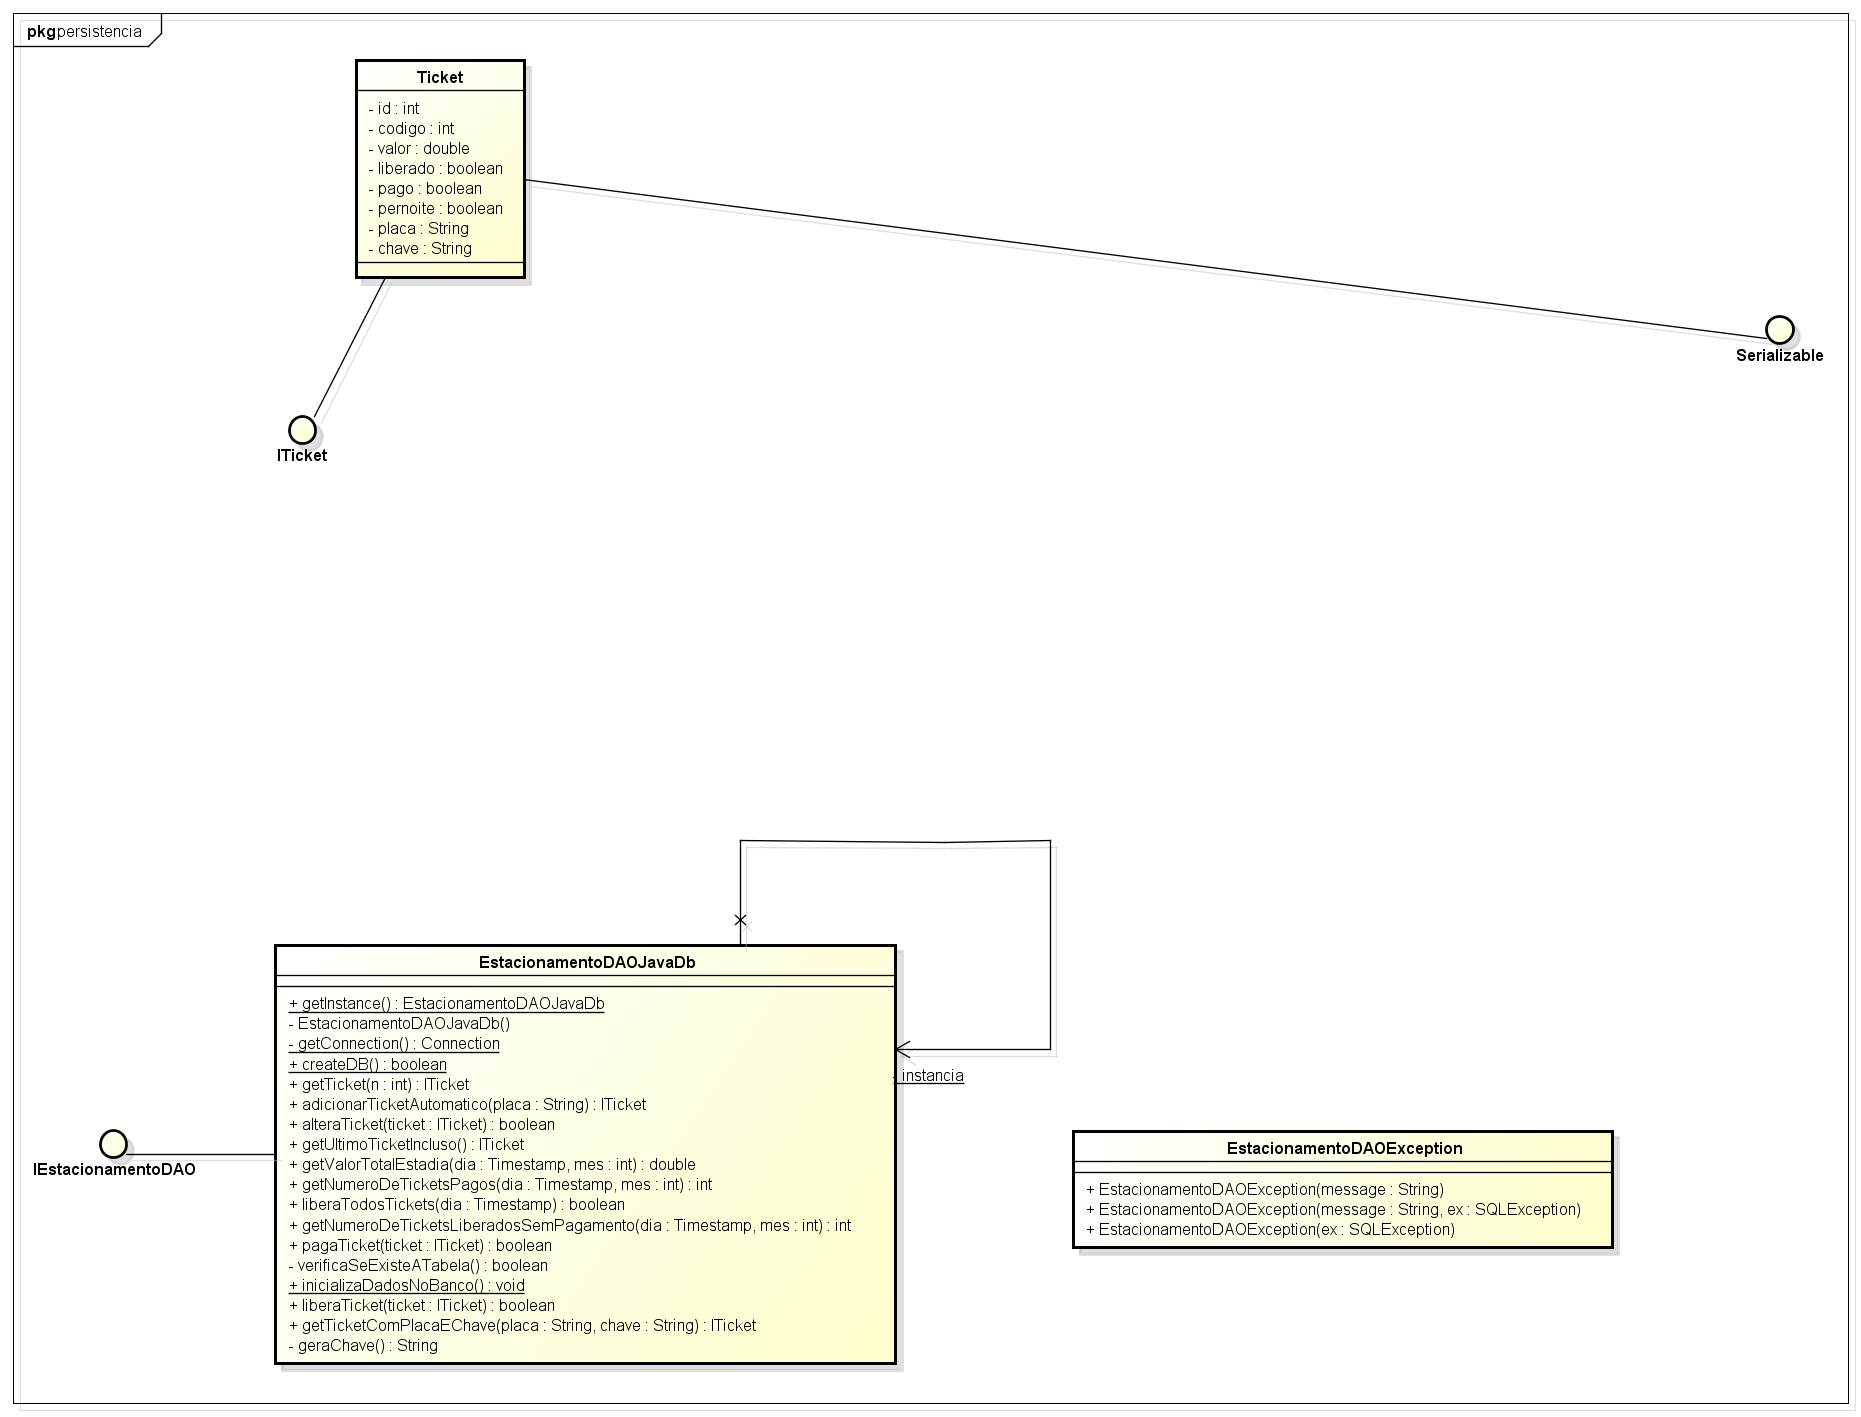 pkg persistencia
Ticket
- id : int
- codigo : int
- valor : double
- liberado : boolean
- pago : boolean
- pernoite : boolean
- placa : String
- chave : String
Serializable
ITicket
EstacionamentoDAOJavaDb
+ getInstance() : EstacionamentoDAOJavaDb
- EstacionamentoDAOJavaDb()
- getConnection() : Connection
+ createDB() : boolean
+ getTicket(n : int) : ITicket
+ adicionarTicketAutomatico(placa : String) : ITicket
+ alteraTicket(ticket : ITicket) : boolean
+ getUltimoTicketIncluso() : ITicket
+ getValorTotalEstadia(dia : Timestamp, mes : int) : double
+ getNumeroDeTicketsPagos(dia : Timestamp, mes : int) : int
+ liberaTodosTickets(dia : Timestamp) : boolean
+ getNumeroDeTicketsLiberadosSemPagamento(dia : Timestamp, mes : int) : int
+ pagaTicket(ticket : ITicket) : boolean
- verificaSeExisteATabela() : boolean
+ inicializaDadosNoBanco() : void
+ liberaTicket(ticket : ITicket) : boolean
+ getTicketComPlacaEChave(placa : String, chave : String) : ITicket
- geraChave() : String
- instancia
IEstacionamentoDAO
EstacionamentoDAOException
+ EstacionamentoDAOException(message : String)
+ EstacionamentoDAOException(message : String, ex : SQLException)
+ EstacionamentoDAOException(ex : SQLException)